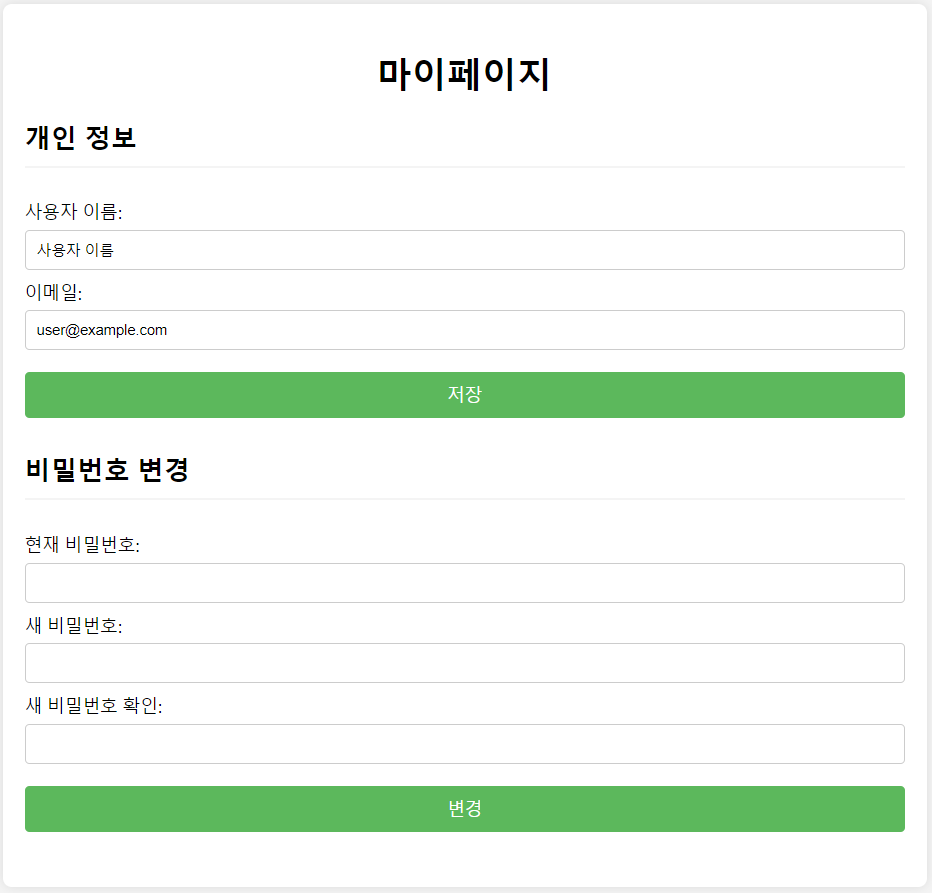 마이페이지
개인 정보
사용자 이름:
사용자 이름
이메일:
user@example.com
저장
비밀번호 변경
현재 비밀번호:
새 비밀번호:
새 비밀번호 확인:
변경